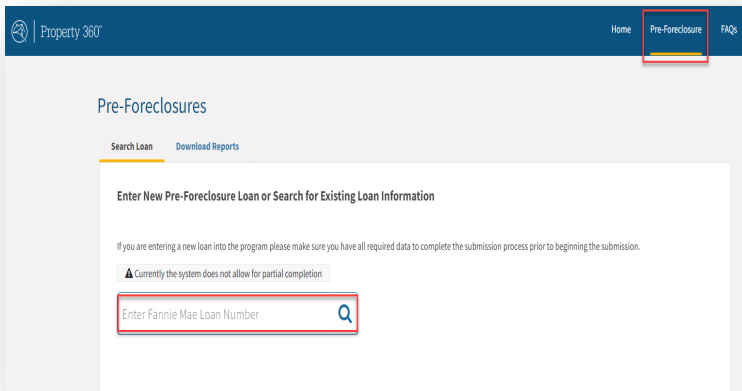 Property 360™
Home Pre-Foreclosure FAQs
Pre-Foreclosures
Search Loan Download Reports
Enter New Pre-Foreclosure Loan or Search for Existing Loan Information
If you are entering a new loan into the program please make sure you have all required data to complete the submission process prior to beginning the submission.
Currently the system does not allow for partial completion
Enter Fannie Mae Loan Number